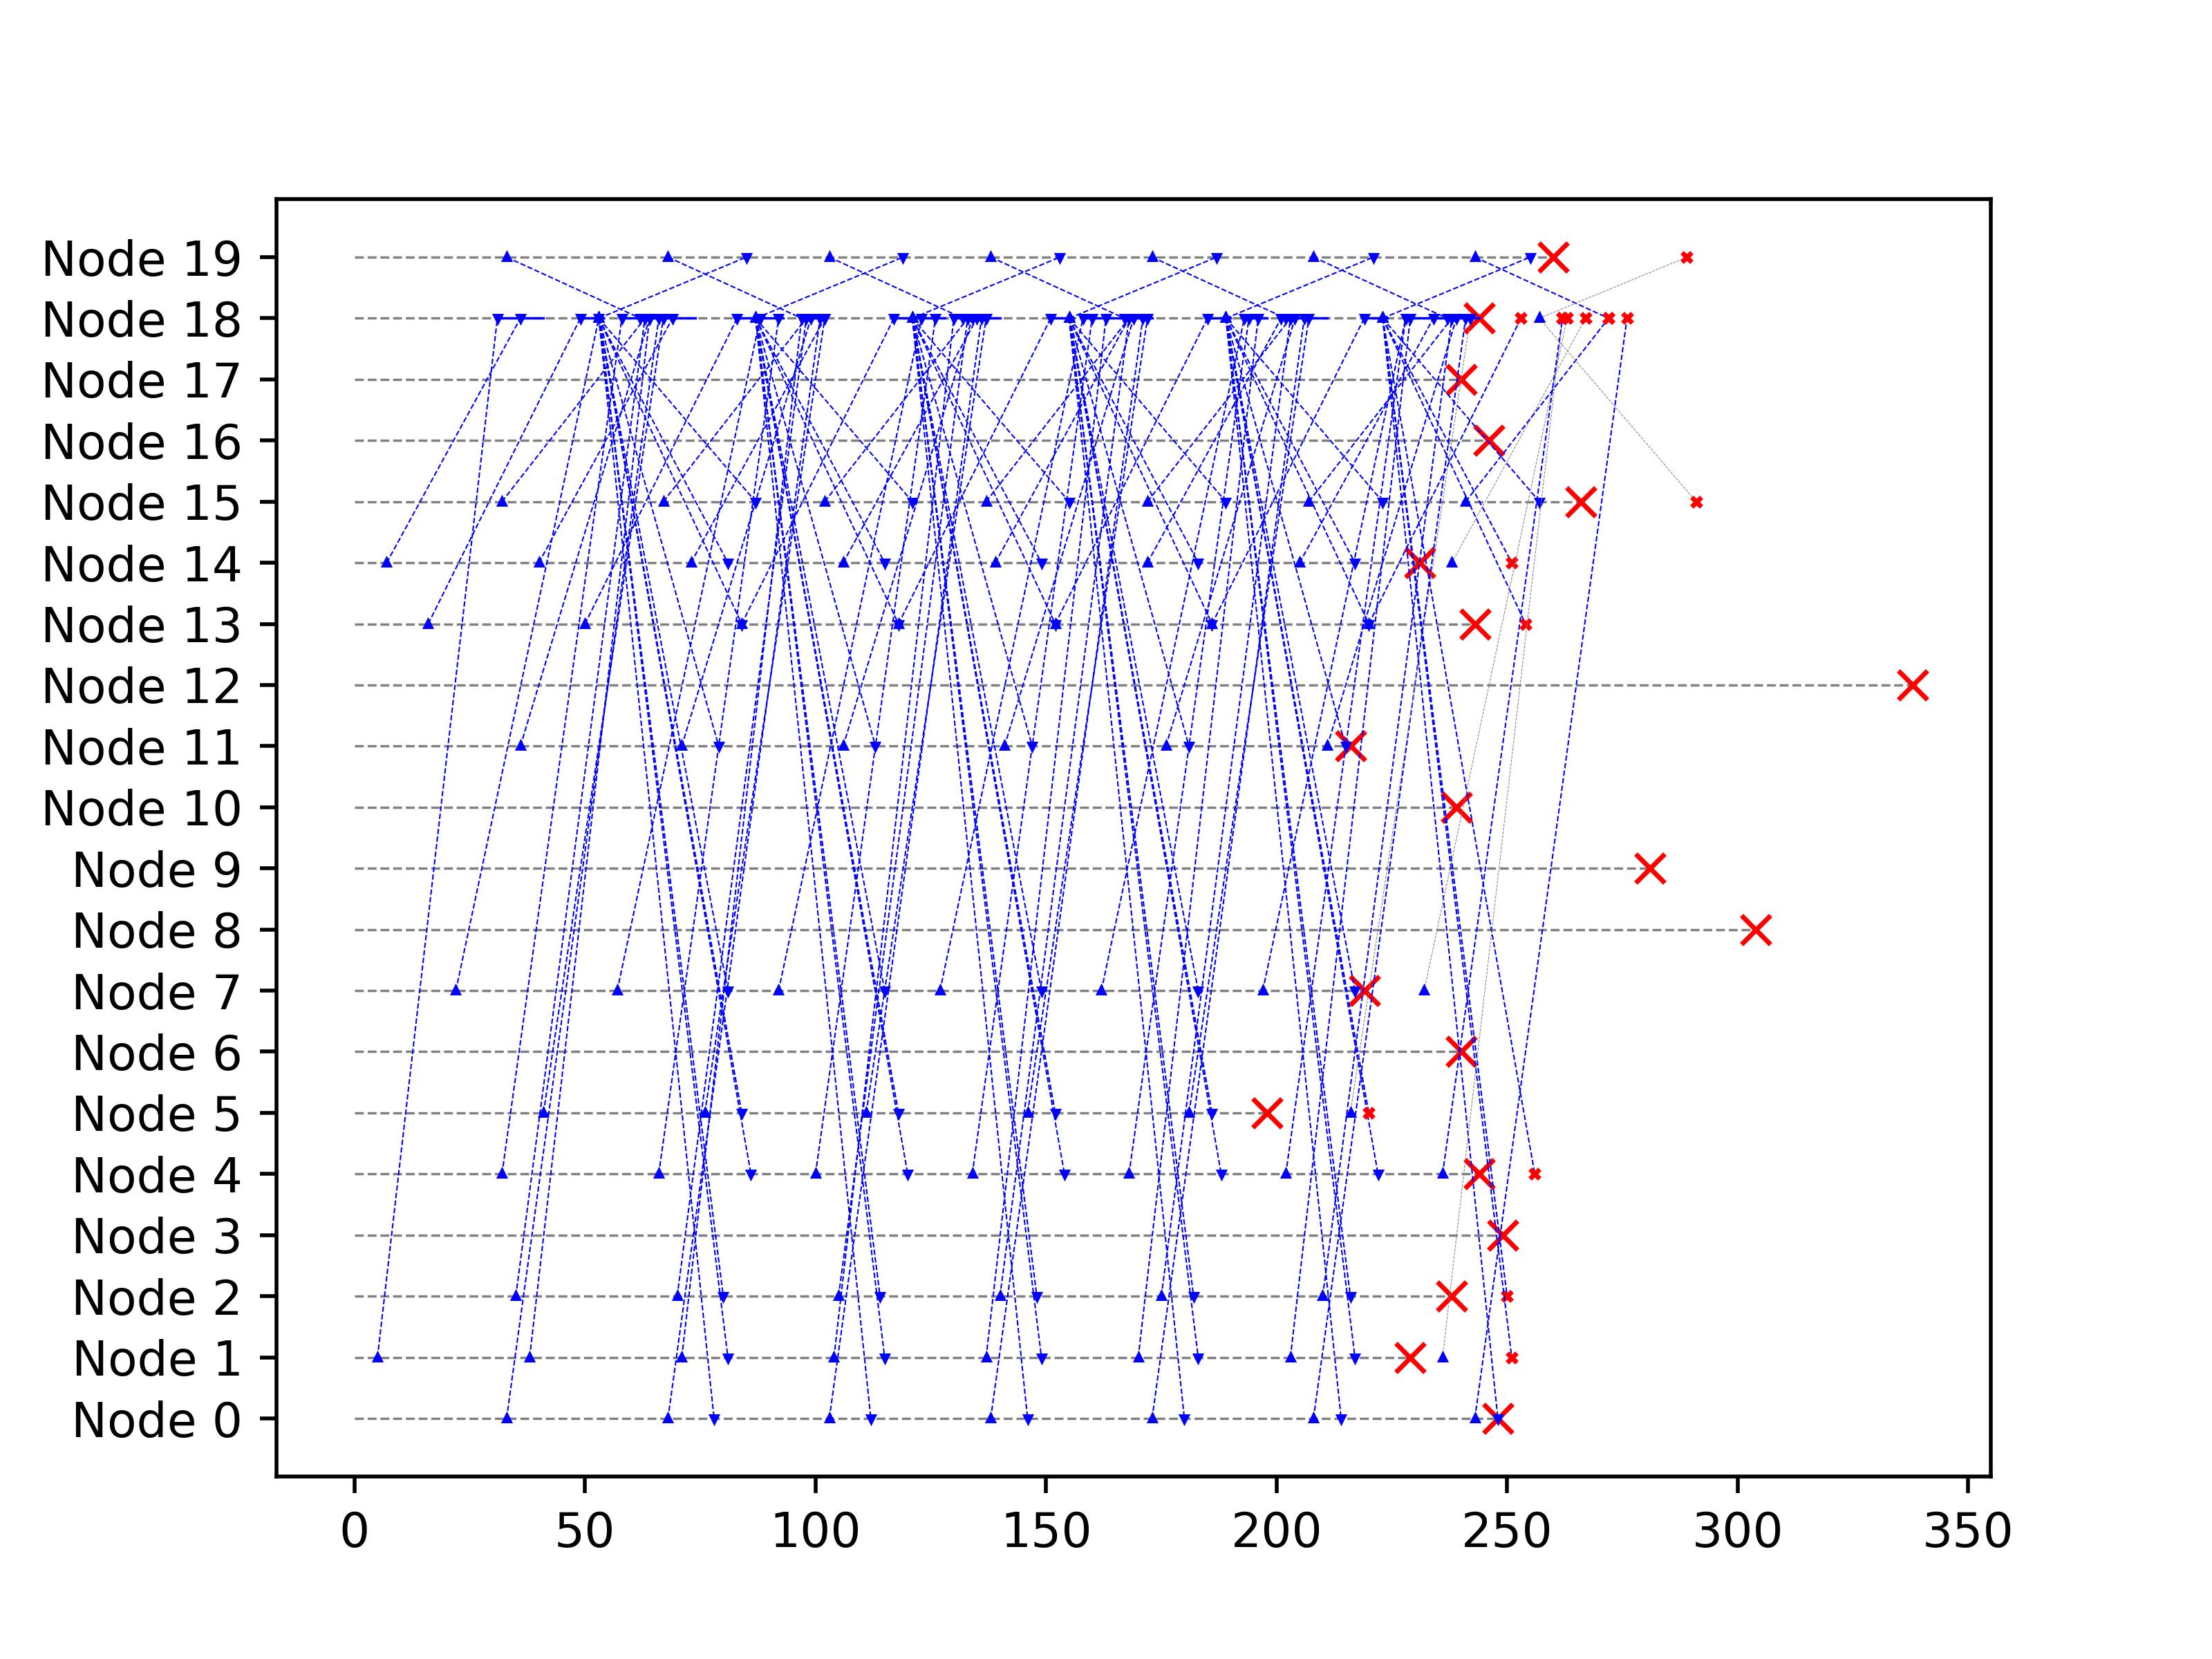 Node 19
Node 18
Node 17
Node 16
Node 15
Node 14
Node 13
Node 12
Node 11
Node 10
Node 9
Node 8
Node 7
Node 6
Node 5
Node 4
Node 3
Node 2
Node 1
Node 0
0 50 100 150 200 250 300 350